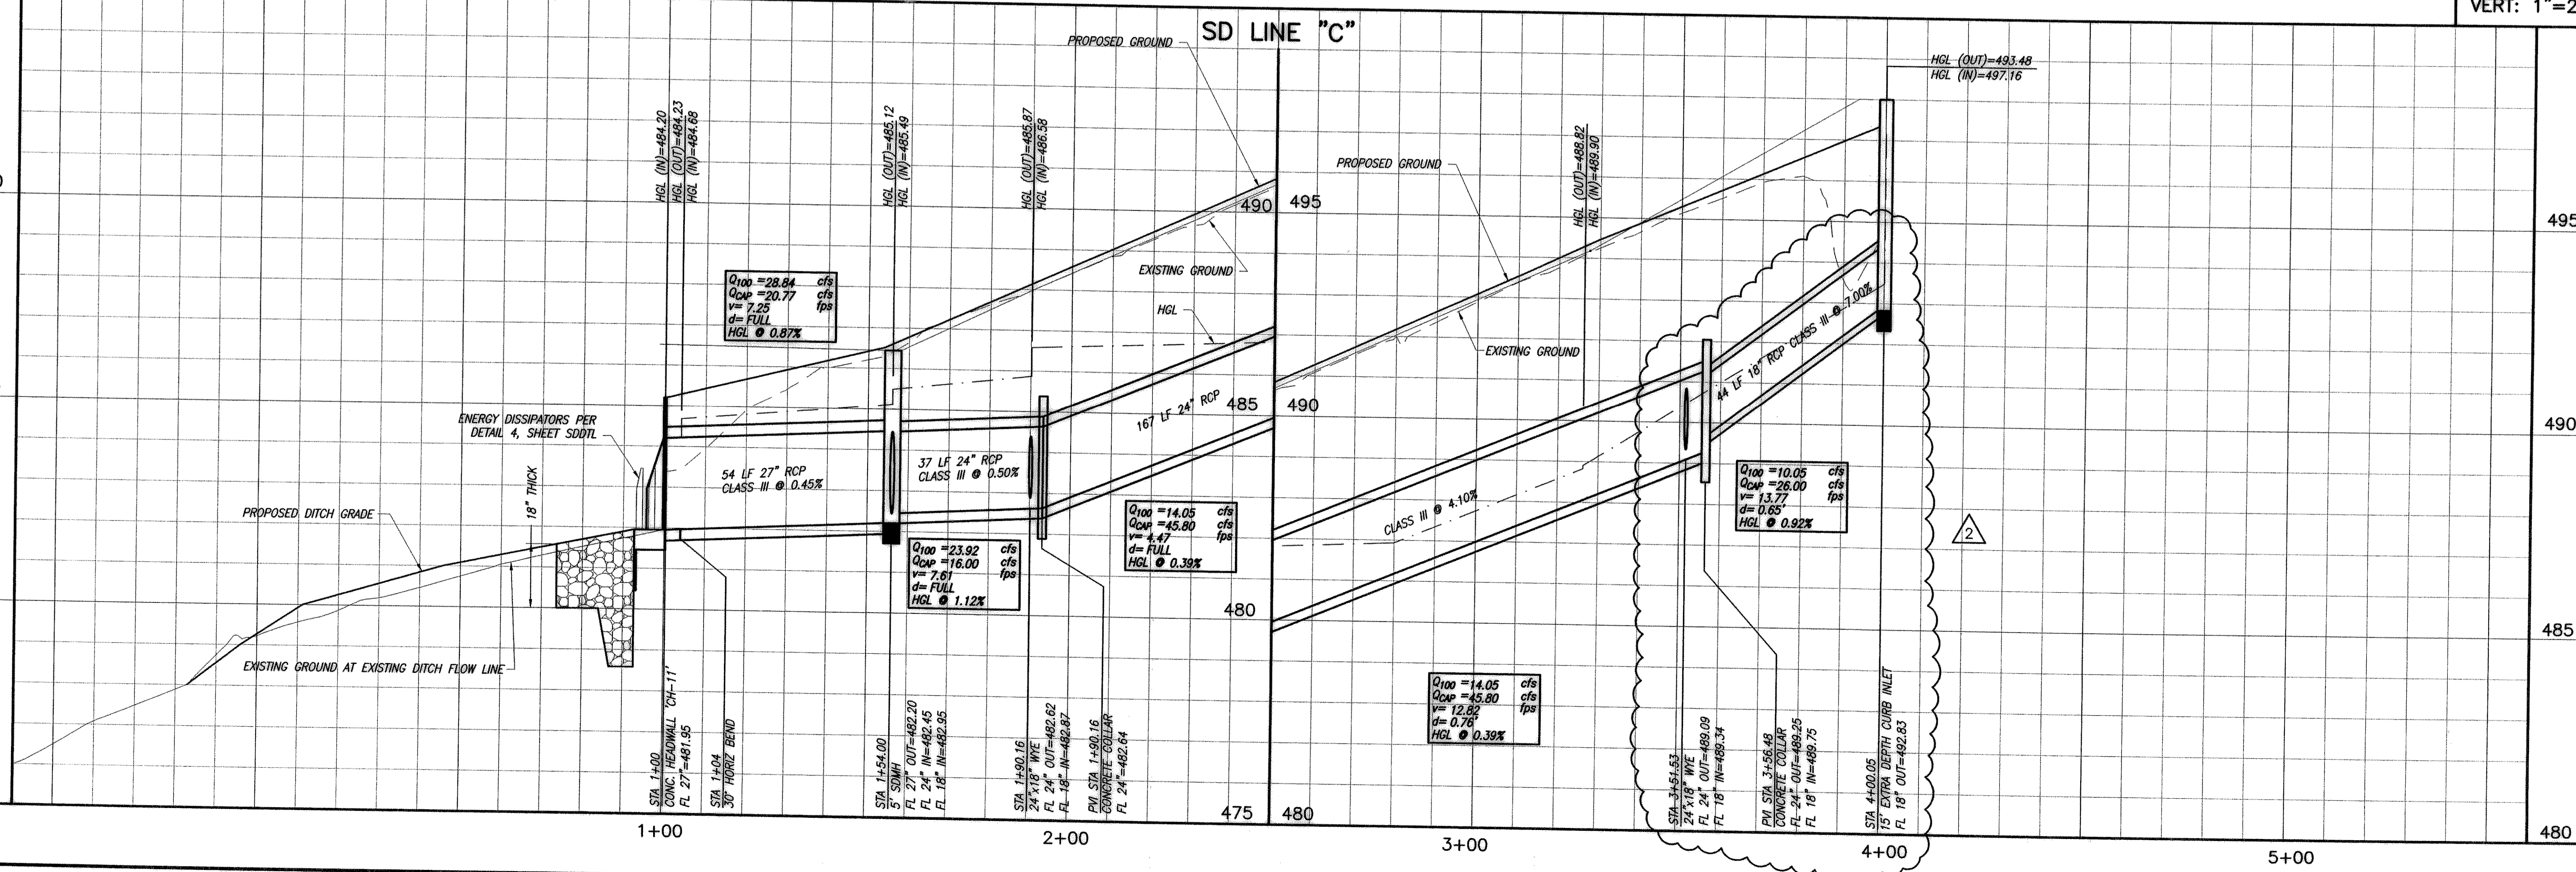 VERT: 1"=2
SD LINE "C"
PROPOSED GROUND
HGL (OUT)=493.48
HGL (IN)=497.16
HGL (IN)=484.20
HGL (OUT)=484.23
HGL (IN)=484.68
HGL (OUT)=485.12
HGL (IN)=485.49
HGL (OUT)=485.87
HGL (IN)=486.58
HGL (OUT)=488.82
HGL (IN)=489.90
PROPOSED GROUND
490
495
495
EXISTING GROUND
HGL
EXISTING GROUND
Q100 =28.84 cfs
QCAP =20.77 cfs
v= 7.25 fps
d= FULL
HGL @ 0.87%
ENERGY DISSIPATORS PER
DETAIL 4, SHEET SDDTL
18" THICK
54 LF 27" RCP
CLASS III @ 0.45%
37 LF 24" RCP
CLASS III @ 0.50%
167 LF 24" RCP
485
490
490
CLASS III @ 4.10%
44 LF 18" RCP CLASS III @ 7.00%
PROPOSED DITCH GRADE
Q100 =23.92 cfs
QCAP =16.00 cfs
v= 7.61 fps
d= FULL
HGL @ 1.12%
Q100 =14.05 cfs
QCAP =45.80 cfs
v= 4.47 fps
d= FULL
HGL @ 0.39%
Q100 =10.05 cfs
QCAP =26.00 cfs
v= 13.77 fps
d= 0.65'
HGL @ 0.92%
2
480
485
EXISTING GROUND AT EXISTING DITCH FLOW LINE
Q100 =14.05 cfs
QCAP =45.80 cfs
v= 12.82 fps
d= 0.76'
HGL @ 0.39%
STA 1+00
CONC. HEADWALL 'CH-11'
FL 27"=481.95
STA 1+04
30° HORIZ BEND
STA 1+54.00
5' SDMH
FL 27" OUT=482.20
FL 24" IN=482.45
FL 18" IN=482.95
STA 1+90.16
24"x18" WYE
FL 24" OUT=482.62
FL 18" IN=482.87
PVI STA 1+90.16
CONCRETE COLLAR
FL 24"=482.64
STA 3+51.53
24"x18" WYE
FL 24" OUT=489.09
FL 18" IN=489.34
PVI STA 3+56.48
CONCRETE COLLAR
FL 24" OUT=489.25
FL 18" IN=489.75
STA 4+00.05
15' EXTRA DEPTH CURB INLET
FL 18" OUT=492.83
475
480
480
1+00
2+00
3+00
4+00
5+00